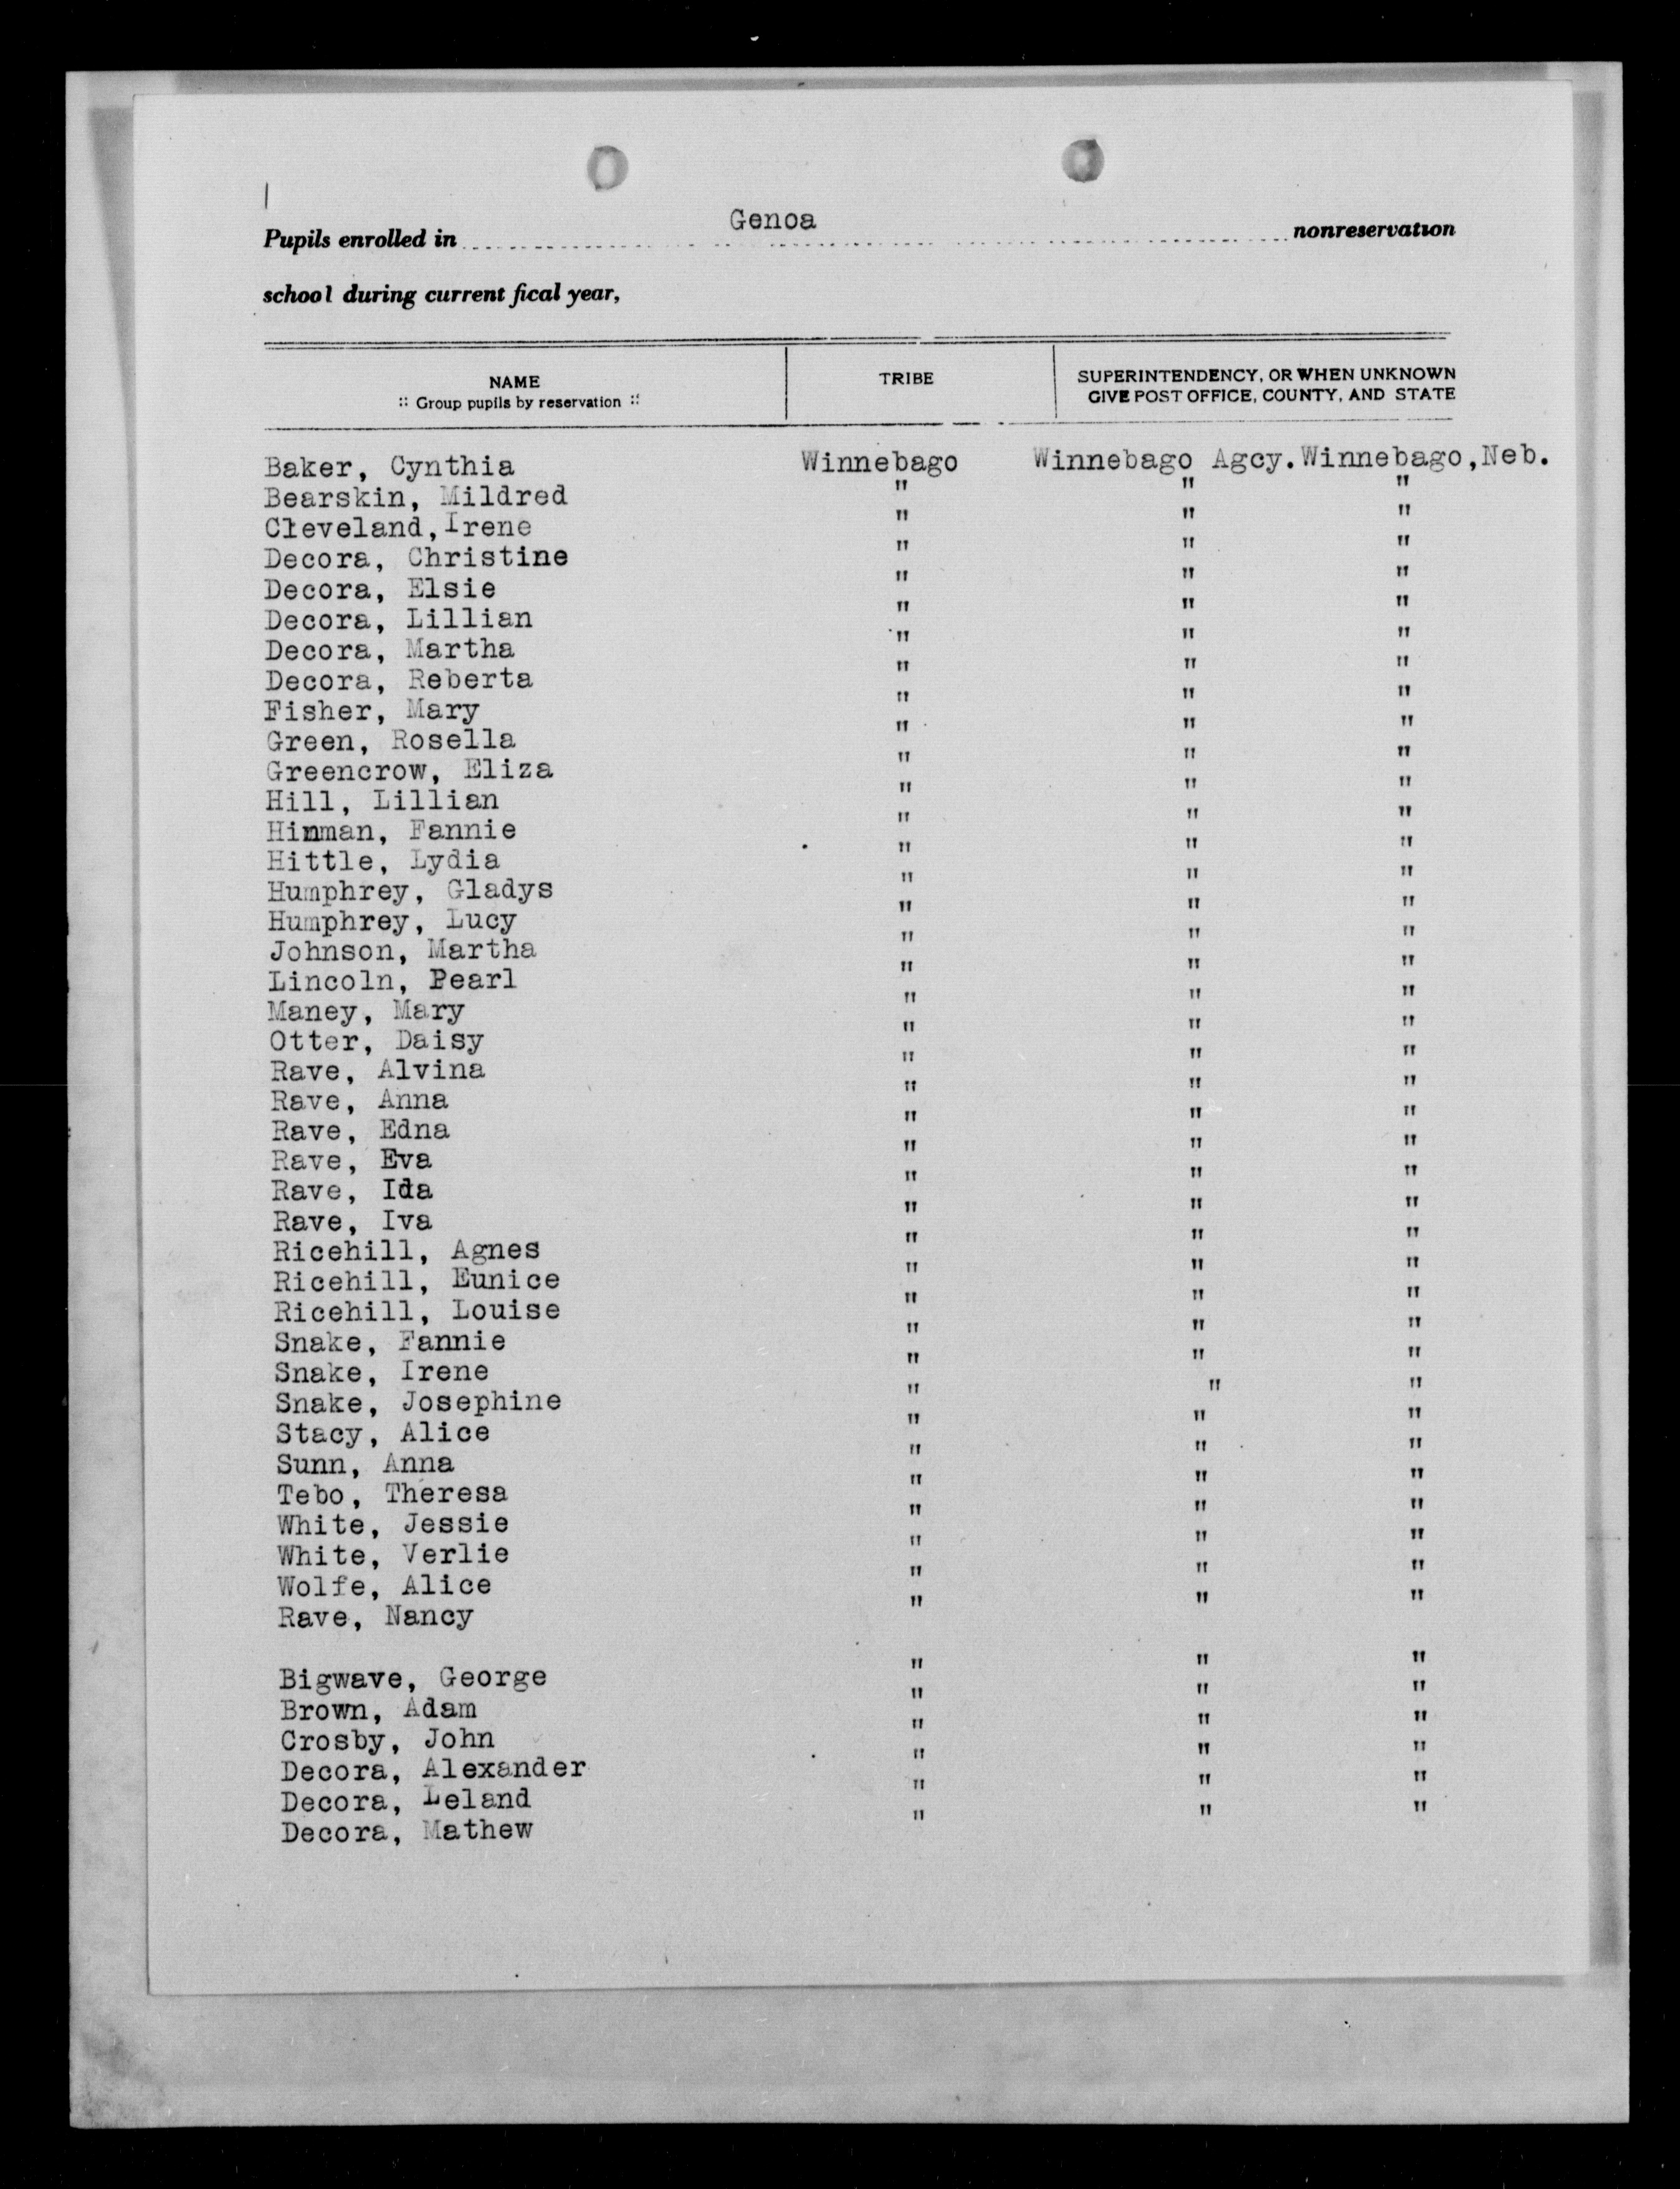 Genoa
Pupils enrolled in nonreservation
school during current fical year,
NAME TRIBE SUPERINTENDENCY, OR WHEN UNKNOWN
:: Group pupils by reservation :: GIVE POST OFFICE, COUNTY, AND STATE
Baker, Cynthia Winnebago Winnebago Agcy. Winnebago, Neb.
Bearskin, Mildred " " "
Cleveland, Irene " " "
Decora, Christine " " "
Decora, Elsie " " "
Decora, Lillian " " "
Decora, Martha " " "
Decora, Reberta " " "
Fisher, Mary " " "
Green, Rosella " " "
Greencrow, Eliza " " "
Hill, Lillian " " "
Hinman, Fannie " " "
Hittle, Lydia " " "
Humphrey, Gladys " " "
Humphrey, Lucy " " "
Johnson, Martha " " "
Lincoln, Pearl " " "
Maney, Mary " " "
Otter, Daisy " " "
Rave, Alvina " " "
Rave, Anna " " "
Rave, Edna " " "
Rave, Eva " " "
Rave, Ida " " "
Rave, Iva " " "
Ricehill, Agnes " " "
Ricehill, Eunice " " "
Ricehill, Louise " " "
Snake, Fannie " " "
Snake, Irene " " "
Snake, Josephine " " "
Stacy, Alice " " "
Sunn, Anna " " "
Tebo, Theresa " " "
White, Jessie " " "
White, Verlie " " "
Wolfe, Alice " " "
Rave, Nancy " " "
Bigwave, George " " "
Brown, Adam " " "
Crosby, John " " "
Decora, Alexander " " "
Decora, Leland " " "
Decora, Mathew " " "